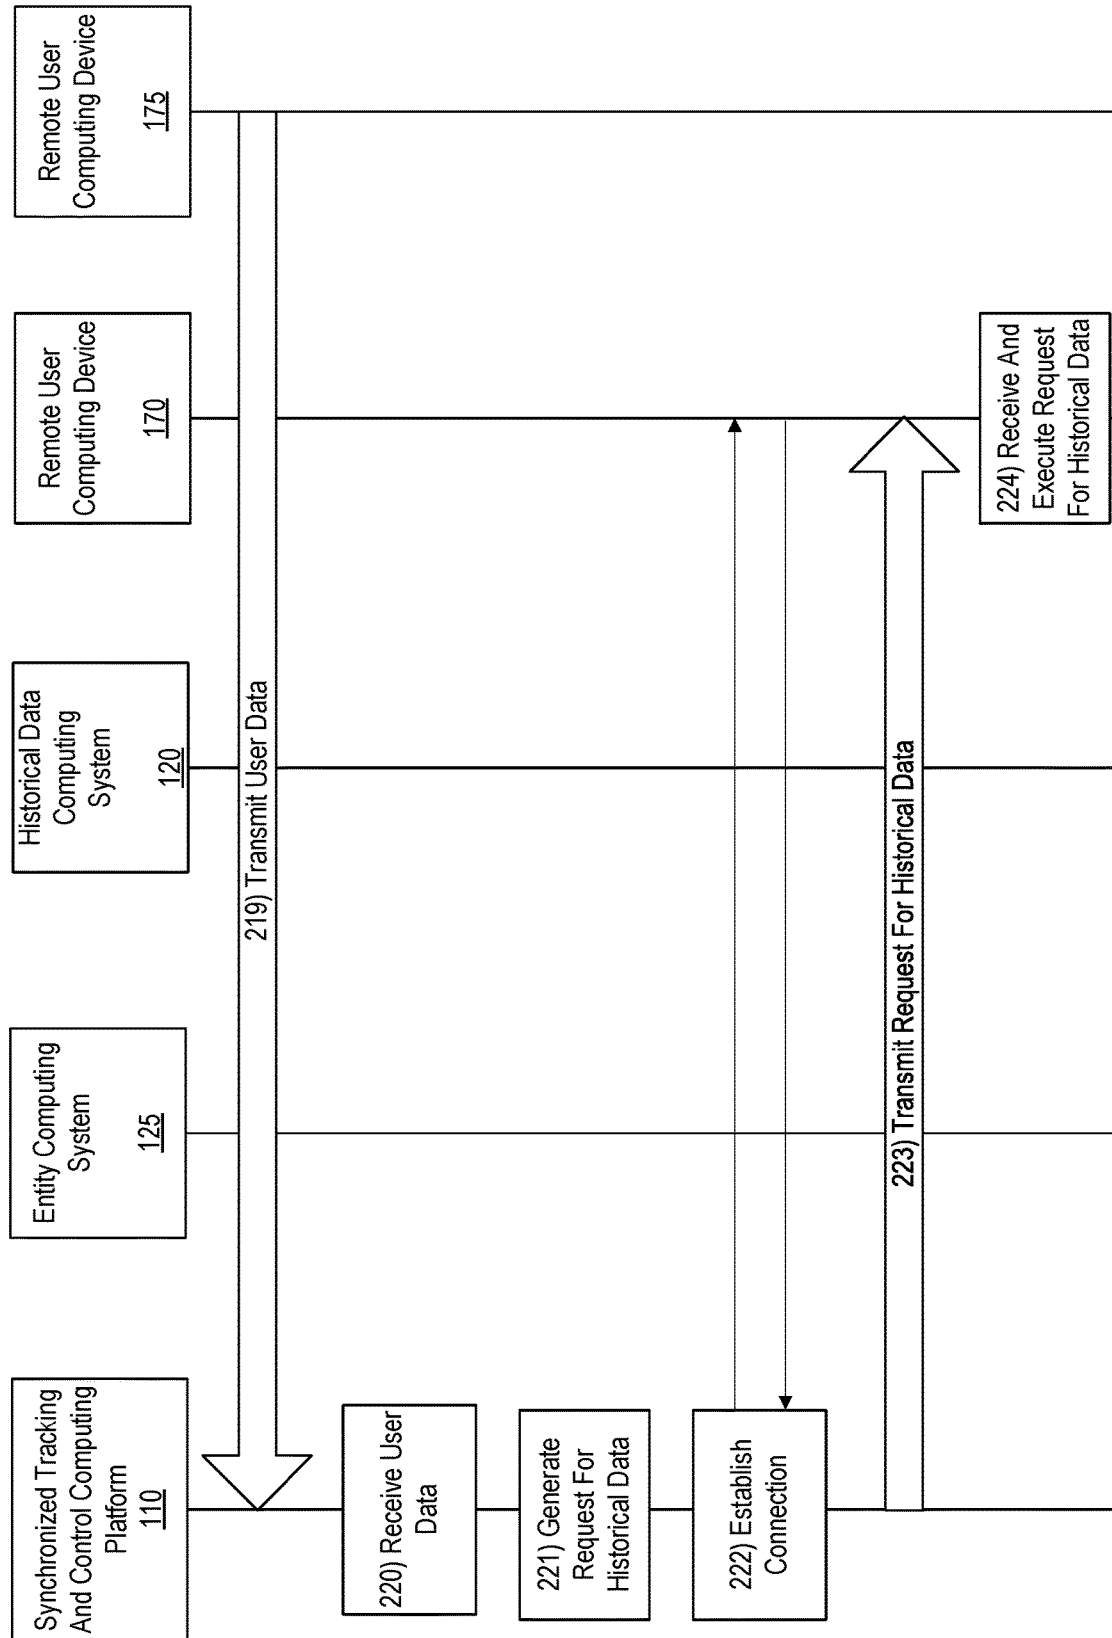 Synchronized Tracking
And Control Computing
Platform
110
Entity Computing
System
125
Historical Data
Computing
System
120
Remote User
Computing Device
170
Remote User
Computing Device
175
219) Transmit User Data
220) Receive User
Data
221) Generate
Request For
Historical Data
222) Establish
Connection
223) Transmit Request For Historical Data
224) Receive And
Execute Request
For Historical Data